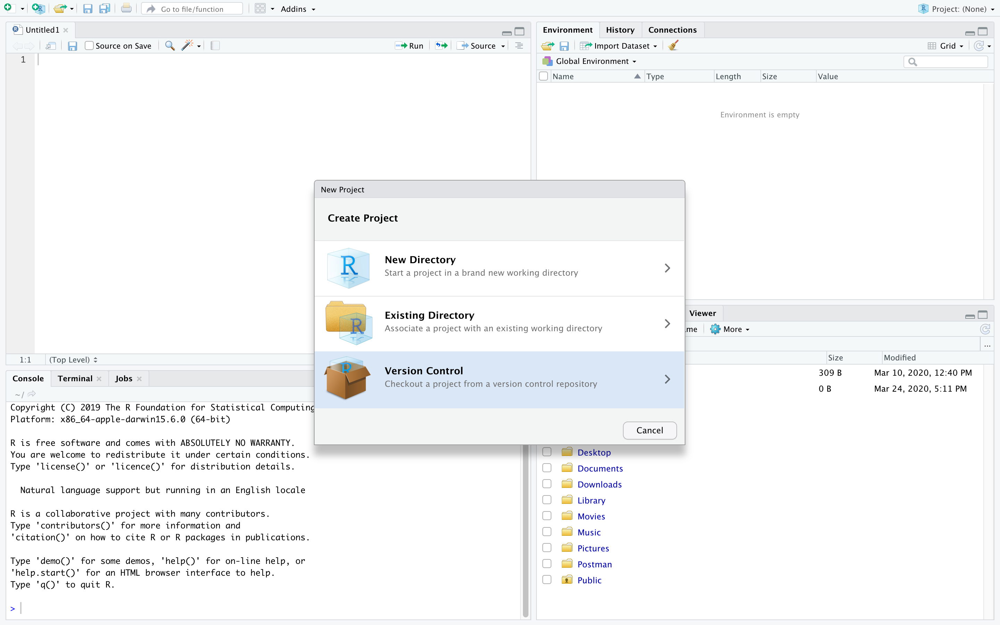 Go to file/function
Addins
Project: (None)
Untitled1
Source on Save
Run
Source
1
1:1
(Top Level)
Environment
History
Connections
Import Dataset
Grid
Global Environment
Name
Type
Length
Size
Value
Environment is empty
New Project
Create Project
New Directory
Start a project in a brand new working directory
Existing Directory
Associate a project with an existing working directory
Version Control
Checkout a project from a version control repository
Cancel
Console
Terminal
Jobs
~/
Copyright (C) 2019 The R Foundation for Statistical Computing
Platform: x86_64-apple-darwin15.6.0 (64-bit)
R is free software and comes with ABSOLUTELY NO WARRANTY.
You are welcome to redistribute it under certain conditions.
Type 'license()' or 'licence()' for distribution details.
Natural language support but running in an English locale
R is a collaborative project with many contributors.
Type 'contributors()' for more information and
'citation()' on how to cite R or R packages in publications.
Type 'demo()' for some demos, 'help()' for on-line help, or
'help.start()' for an HTML browser interface to help.
Type 'q()' to quit R.
>
Viewer
More
...
Size
Modified
309 B
Mar 10, 2020, 12:40 PM
0 B
Mar 24, 2020, 5:11 PM
Desktop
Documents
Downloads
Library
Movies
Music
Pictures
Postman
Public